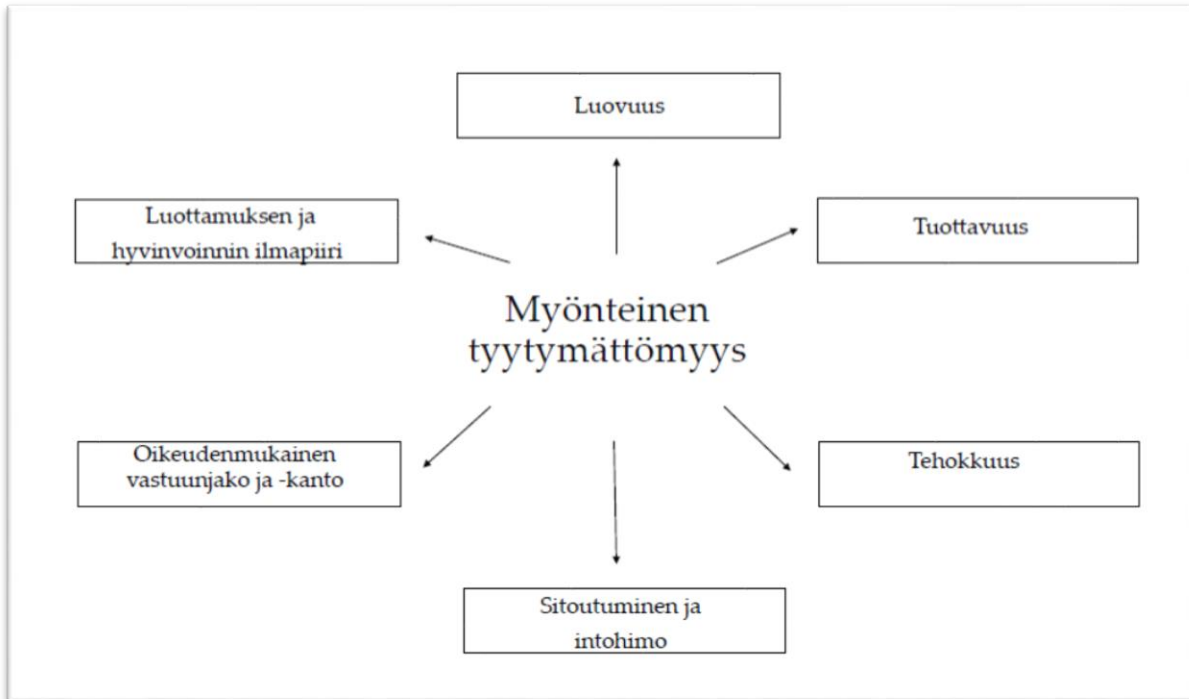 Luovuus
Luottamuksen ja
hyvinvoinnin ilmapiiri
Tuottavuus
Myönteinen
tyytymättömyys
Oikeudenmukainen
vastuunjako ja -kanto
Tehokkuus
Sitoutuminen ja
intohimo